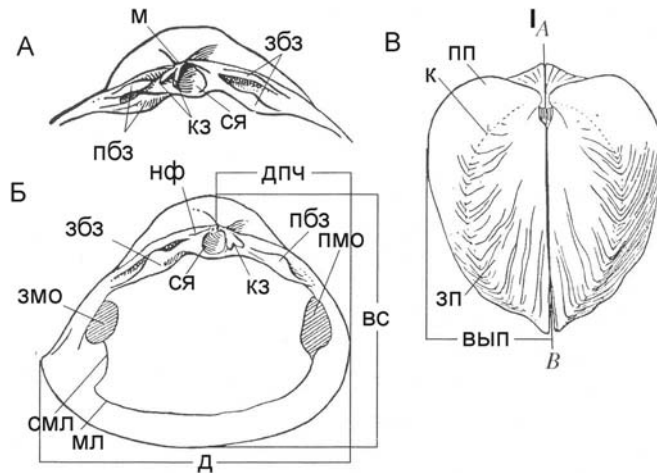 А
м
збз
пбз
кз
ся
Б
нф
дпч
збз
пбз
пмо
ся
кз
змо
вс
смл
мл
Д
В
I
A
пп
к
зп
вып
B